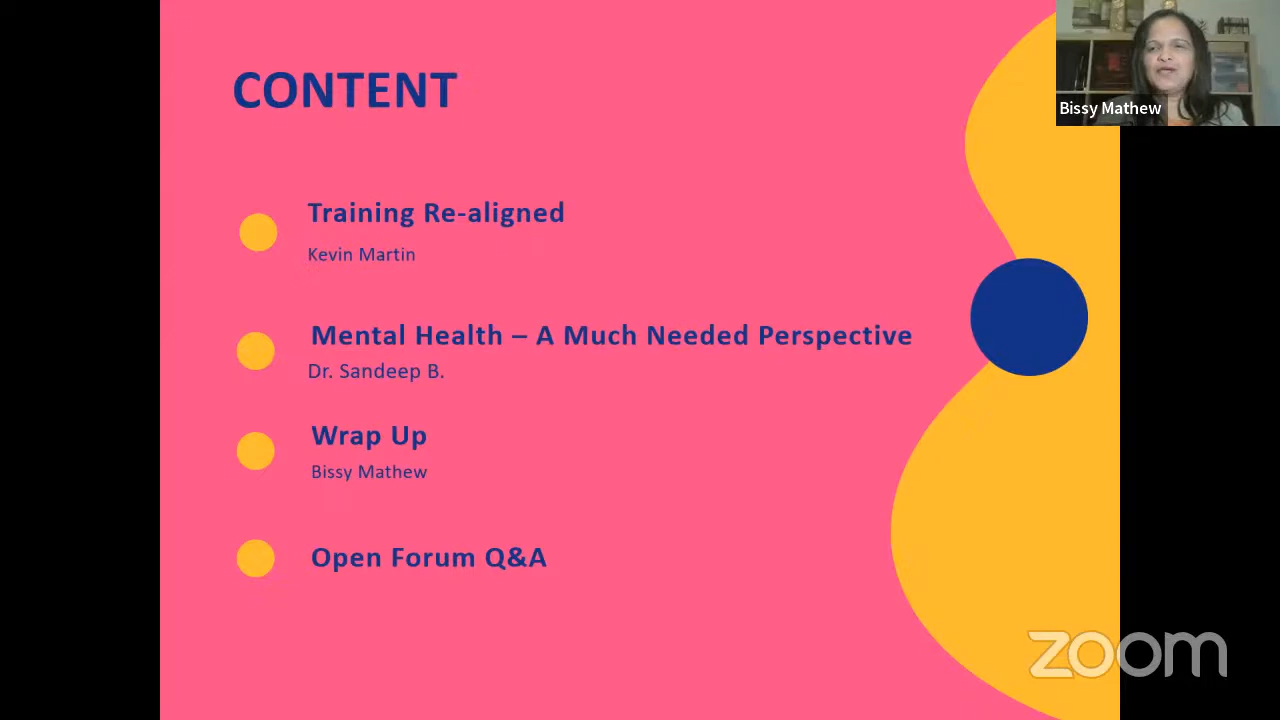 CONTENT
Training Re-aligned
Kevin Martin
Mental Health – A Much Needed Perspective
Dr. Sandeep B.
Wrap Up
Bissy Mathew
Open Forum Q&A
Bissy Mathew
zoom